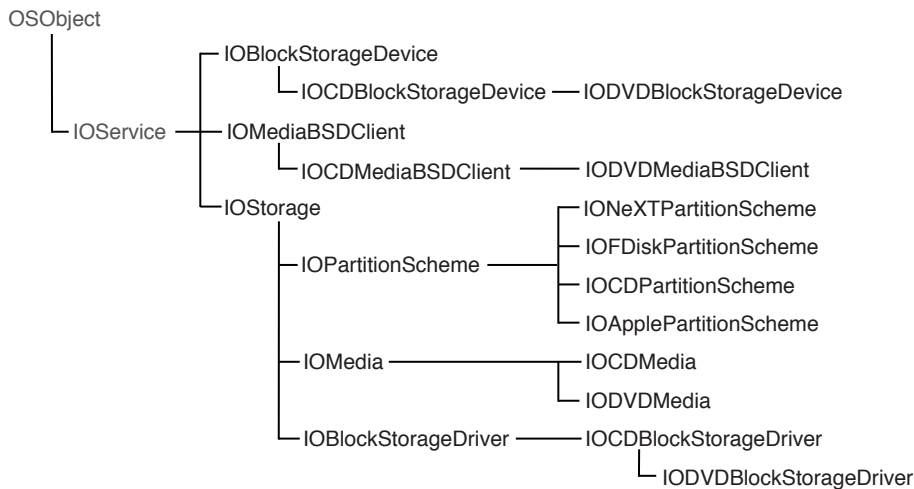 OSObject
IOService
IOBlockStorageDevice
IOCDBlockStorageDevice
IODVDBlockStorageDevice
IOMediaBSDClient
IOCDMediaBSDClient
IODVDMediaBSDClient
IOStorage
IOPartitionScheme
IONeXTPartitionScheme
IOFDiskPartitionScheme
IOCDPartitionScheme
IOApplePartitionScheme
IOMedia
IOCDMedia
IODVDMedia
IOBlockStorageDriver
IOCDBlockStorageDriver
IODVDBlockStorageDriver